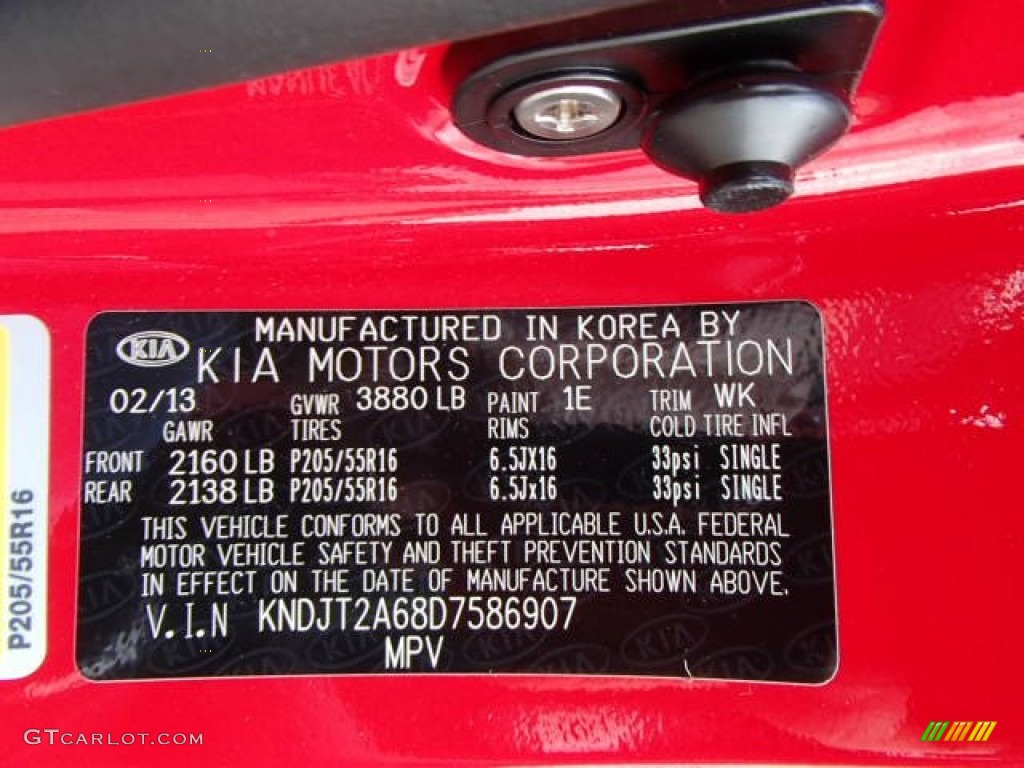 MANUFACTURED IN KOREA BY
KIA KIA MOTORS CORPORATION
02/13 GVWR 3880 LB PAINT 1E TRIM WK
GAWR TIRES RIMS COLD TIRE INFL
FRONT 2160 LB P205/55R16 6.5JX16 33psi SINGLE
REAR 2138 LB P205/55R16 6.5Jx16 33psi SINGLE
THIS VEHICLE CONFORMS TO ALL APPLICABLE U.S.A. FEDERAL
MOTOR VEHICLE SAFETY AND THEFT PREVENTION STANDARDS
IN EFFECT ON THE DATE OF MANUFACTURE SHOWN ABOVE.
V.I.N KNDJT2A68D7586907
MPV
P205/55R16
GTCARLOT.COM